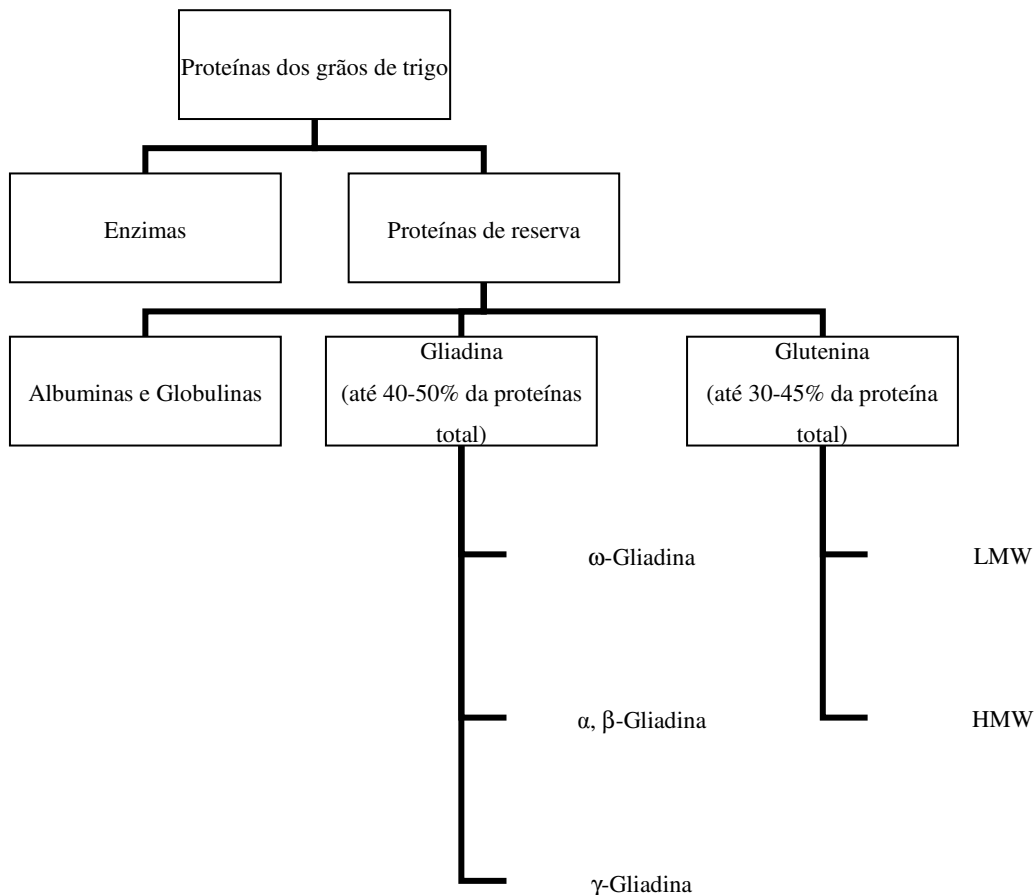 Proteínas dos grãos de trigo
Enzimas
Proteínas de reserva
Albuminas e Globulinas
Gliadina
(até 40-50% da proteínas
total)
Glutenina
(até 30-45% da proteína
total)
ω-Gliadina
LMW
α, β-Gliadina
HMW
γ-Gliadina